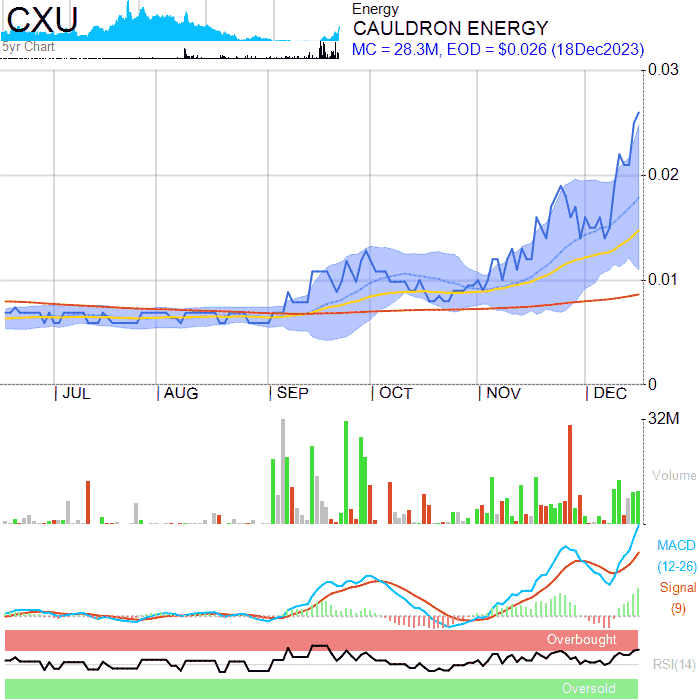 CXU
5yr Chart
Energy
CAULDRON ENERGY
MC = 28.3M, EOD = $0.026 (18Dec2023)
0.03
0.02
0.01
0
JUL AUG SEP OCT NOV DEC
32M
Volume
MACD
(12-26)
Signal
(9)
Overbought
RSI(14)
Oversold